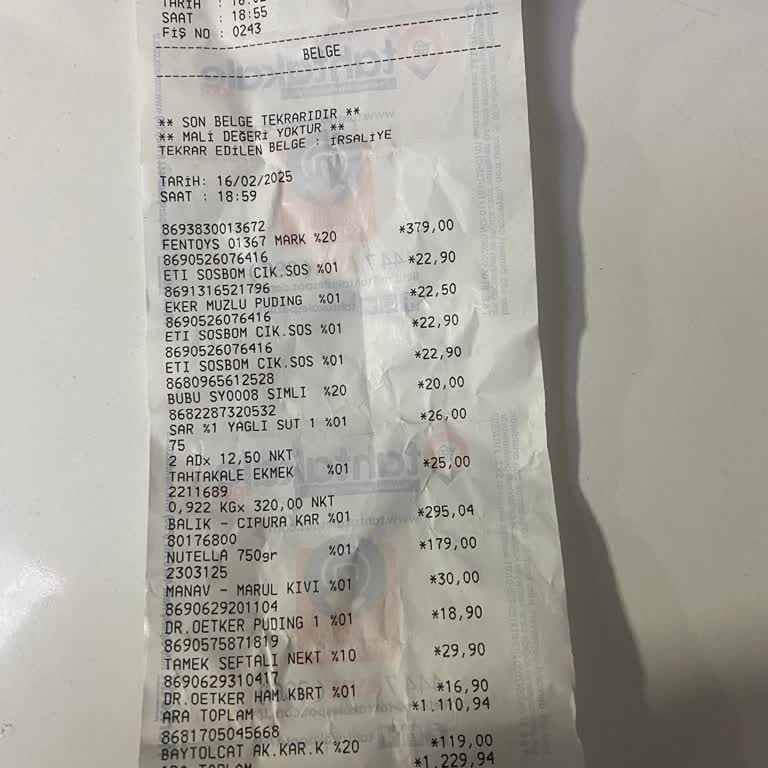 TARİH : 16
SAAT : 18:55
FİŞ NO : 0243
BELGE
** SON BELGE TEKRARIDIR **
** MALİ DEĞERİ YOKTUR **
TEKRAR EDİLEN BELGE : İRSALİYE
TARİH: 16/02/2025
SAAT : 18:59
8693830013672
FENTOYS 01367 MARK %20 *379,00
8690526076416
ETI SOSBOM CIK.SOS %01 *22,90
8691316521796
EKER MUZLU PUDING %01 *22,50
8690526076416
ETI SOSBOM CIK.SOS %01 *22,90
8690526076416
ETI SOSBOM CIK.SOS %01 *22,90
8680965612528
BUBU SY0008 SIMLI %20 *20,00
8682287320532
SAR %1 YAGLI SUT 1 %01 *26,00
75
2 ADx 12,50 NKT
TAHTAKALE EKMEK %01 *25,00
2211689
0,922 KGx 320,00 NKT
BALIK - CIPURA KAR %01 *295,04
80176800
NUTELLA 750gr %01 *179,00
2303125
MANAV - MARUL KIVI %01 *30,00
8690629201104
DR.OETKER PUDING 1 %01 *18,90
8690575871819
TAMEK SEFTALI NEKT %10 *29,90
8690629310417
DR.OETKER HAM.KBRT %01 *16,90
ARA TOPLAM *1.110,94
8681705045668
BAYTOLCAT AK.KAR.K %20 *119,00
ARA TOPLAM *1.229,94